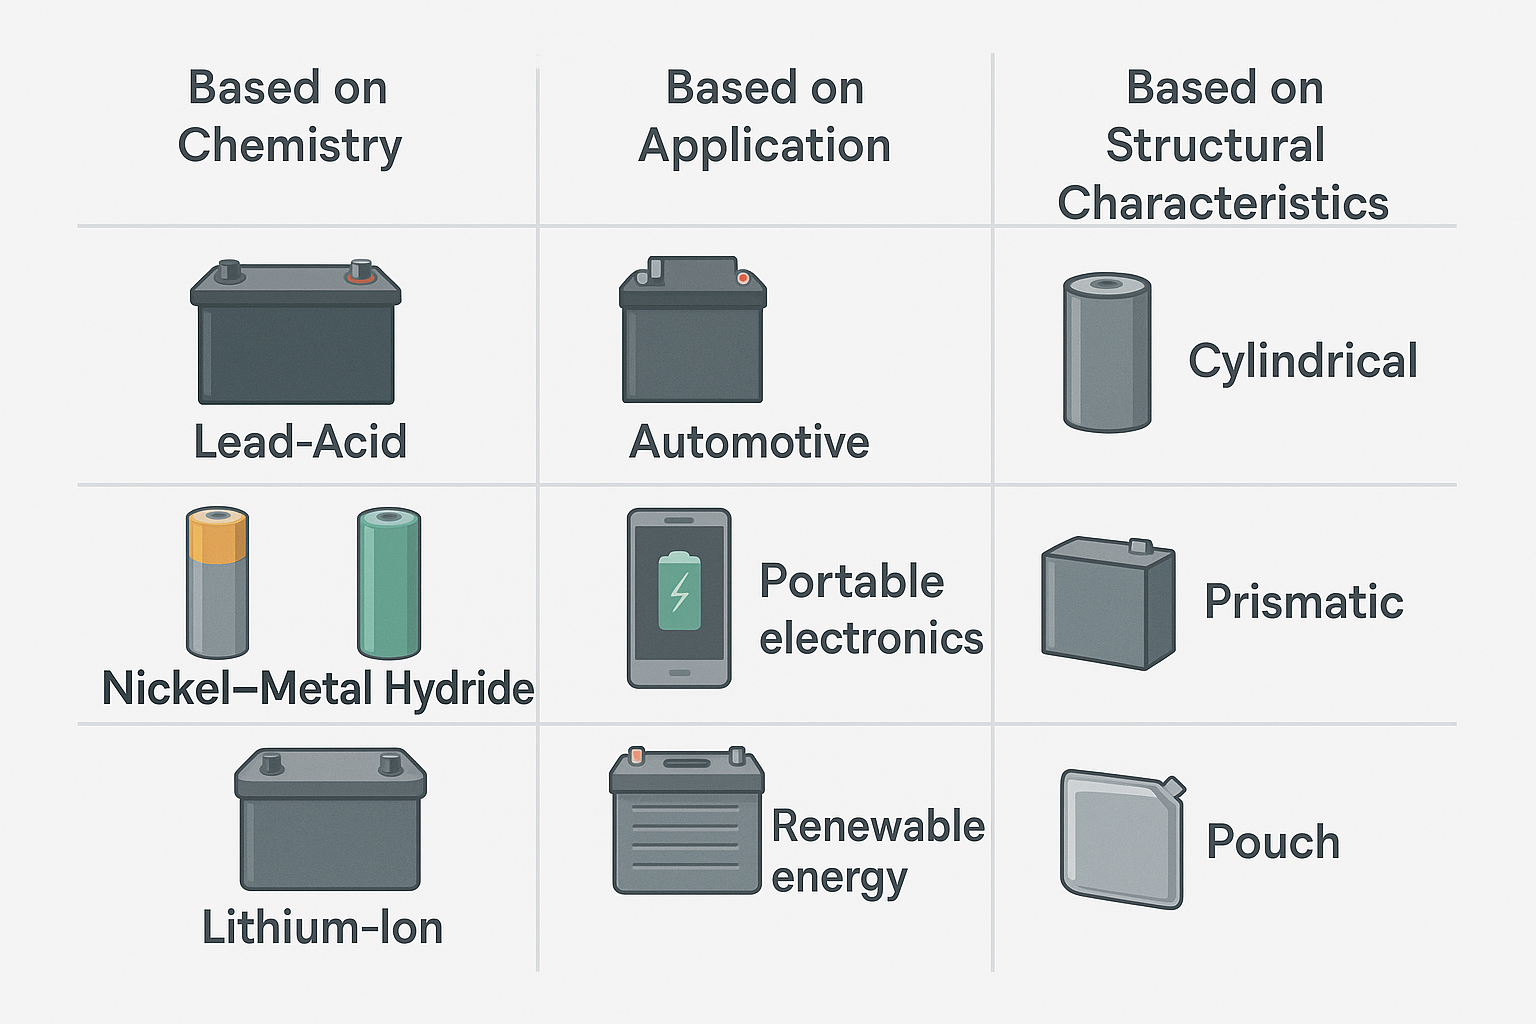 Based on
Chemistry
Based on
Application
Based on
Structural
Characteristics
Lead-Acid
Automotive
Cylindrical
Nickel–Metal Hydride
Portable
electronics
Prismatic
Lithium-Ion
Renewable
energy
Pouch